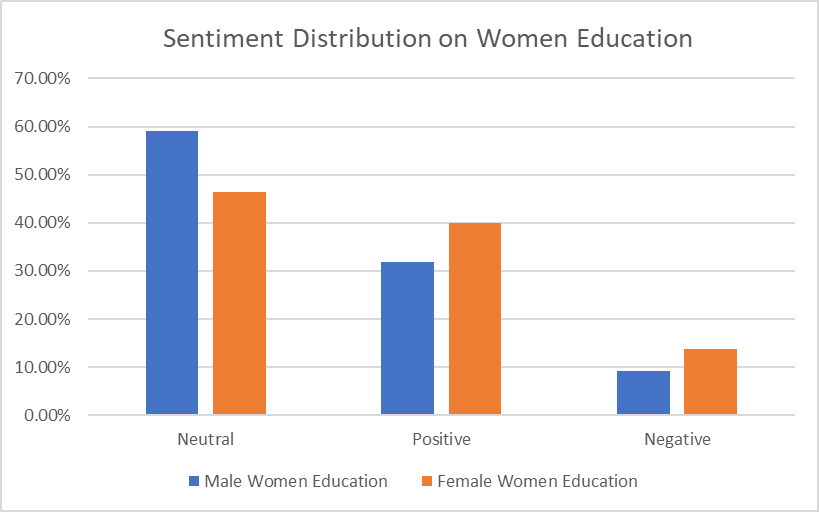 Sentiment Distribution on Women Education
70.00%
60.00%
50.00%
40.00%
30.00%
20.00%
10.00%
0.00%
Neutral Positive Negative
Male Women Education Female Women Education